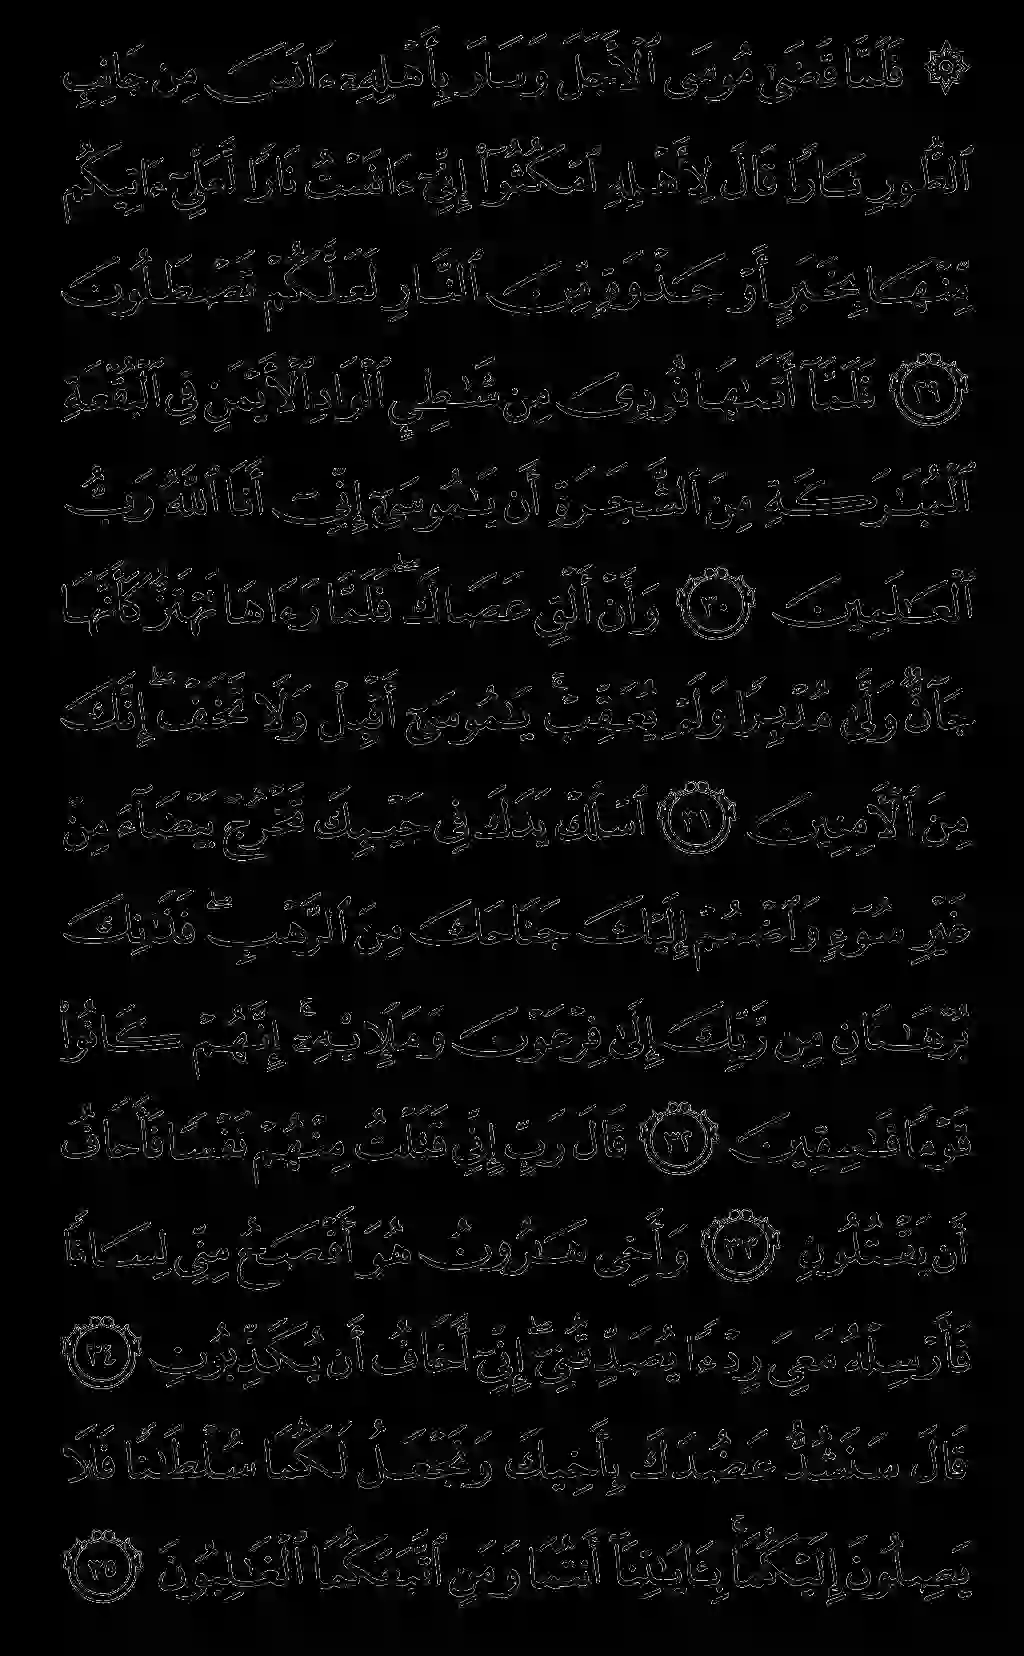 ۞ فَلَمَّا قَضَىٰ مُوسَى ٱلْأَجَلَ وَسَارَ بِأَهْلِهِۦٓ ءَانَسَ مِن جَانِبِ
ٱلطُّورِ نَارًا قَالَ لِأَهْلِهِ ٱمْكُثُوٓا۟ إِنِّىٓ ءَانَسْتُ نَارًا لَّعَلِّىٓ ءَاتِيكُم
مِّنْهَا بِخَبَرٍ أَوْ جَذْوَةٍ مِّنَ ٱلنَّارِ لَعَلَّكُمْ تَصْطَلُونَ
٢٩ فَلَمَّآ أَتَىٰهَا نُودِىَ مِن شَٰطِئِ ٱلْوَادِ ٱلْأَيْمَنِ فِى ٱلْبُقْعَةِ
ٱلْمُبَٰرَكَةِ مِنَ ٱلشَّجَرَةِ أَن يَٰمُوسَىٰٓ إِنِّىٓ أَنَا ٱللَّهُ رَبُّ
ٱلْعَٰلَمِينَ ٣٠ وَأَنْ أَلْقِ عَصَاكَ ۖ فَلَمَّا رَءَاهَا تَهْتَزُّ كَأَنَّهَا
جَآنٌّ وَلَّىٰ مُدْبِرًا وَلَمْ يُعَقِّبْ ۚ يَٰمُوسَىٰٓ أَقْبِلْ وَلَا تَخَفْ ۖ إِنَّكَ
مِنَ ٱلْءَامِنِينَ ٣١ ٱسْلُكْ يَدَكَ فِى جَيْبِكَ تَخْرُجْ بَيْضَآءَ مِنْ
غَيْرِ سُوٓءٍ وَٱضْمُمْ إِلَيْكَ جَنَاحَكَ مِنَ ٱلرَّهْبِ ۖ فَذَٰنِكَ
بُرْهَٰنَانِ مِن رَّبِّكَ إِلَىٰ فِرْعَوْنَ وَمَلَإِي۟هِۦٓ ۚ إِنَّهُمْ كَانُوا۟
قَوْمًا فَٰسِقِينَ ٣٢ قَالَ رَبِّ إِنِّى قَتَلْتُ مِنْهُمْ نَفْسًا فَأَخَافُ
أَن يَقْتُلُونِ ٣٣ وَأَخِى هَٰرُونُ هُوَ أَفْصَحُ مِنِّى لِسَانًا
فَأَرْسِلْهُ مَعِىَ رِدْءًا يُصَدِّقُنِىٓ ۖ إِنِّىٓ أَخَافُ أَن يُكَذِّبُونِ ٣٤
قَالَ سَنَشُدُّ عَضُدَكَ بِأَخِيكَ وَنَجْعَلُ لَكُمَا سُلْطَٰنًا فَلَا
يَصِلُونَ إِلَيْكُمَا ۚ بِـَٔايَٰتِنَآ أَنتُمَا وَمَنِ ٱتَّبَعَكُمَا ٱلْغَٰلِبُونَ ٣٥